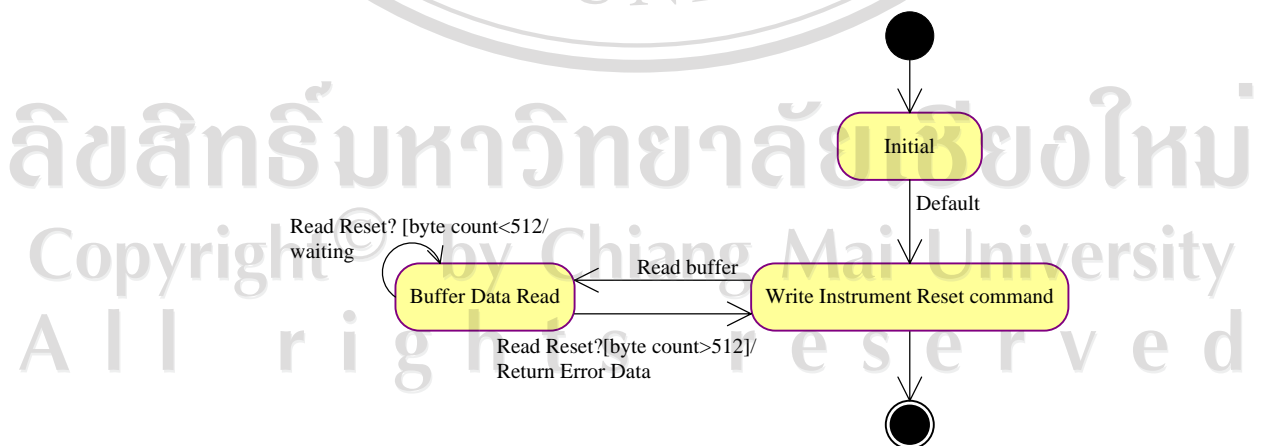 UN
ลิขสิทธิ์มหาวิทยาลัยเชียงใหม่
Copyright© by Chiang Mai University
All rights reserved
Initial
Default
Read Reset? [byte count<512/
waiting
Read buffer
Buffer Data Read
Write Instrument Reset command
Read Reset?[byte count>512]/
Return Error Data